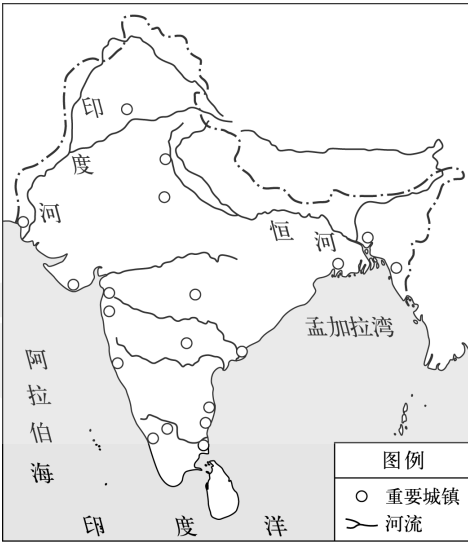 印
度
河
恒
河
孟加拉湾
阿
拉
伯
海
印 度 洋
图例
重要城镇
河流